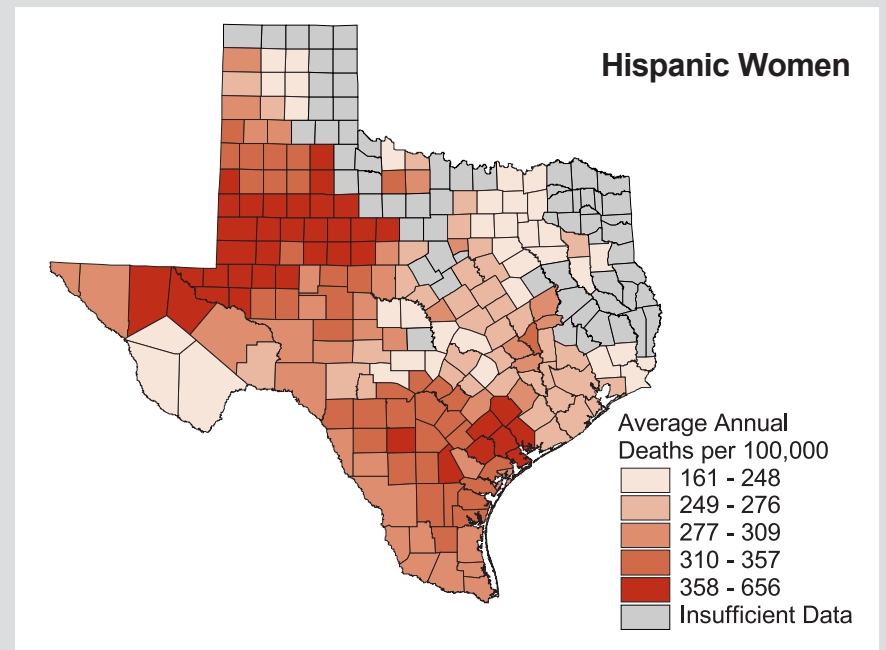 Hispanic Women
Average Annual
Deaths per 100,000
161 - 248
249 - 276
277 - 309
310 - 357
358 - 656
Insufficient Data